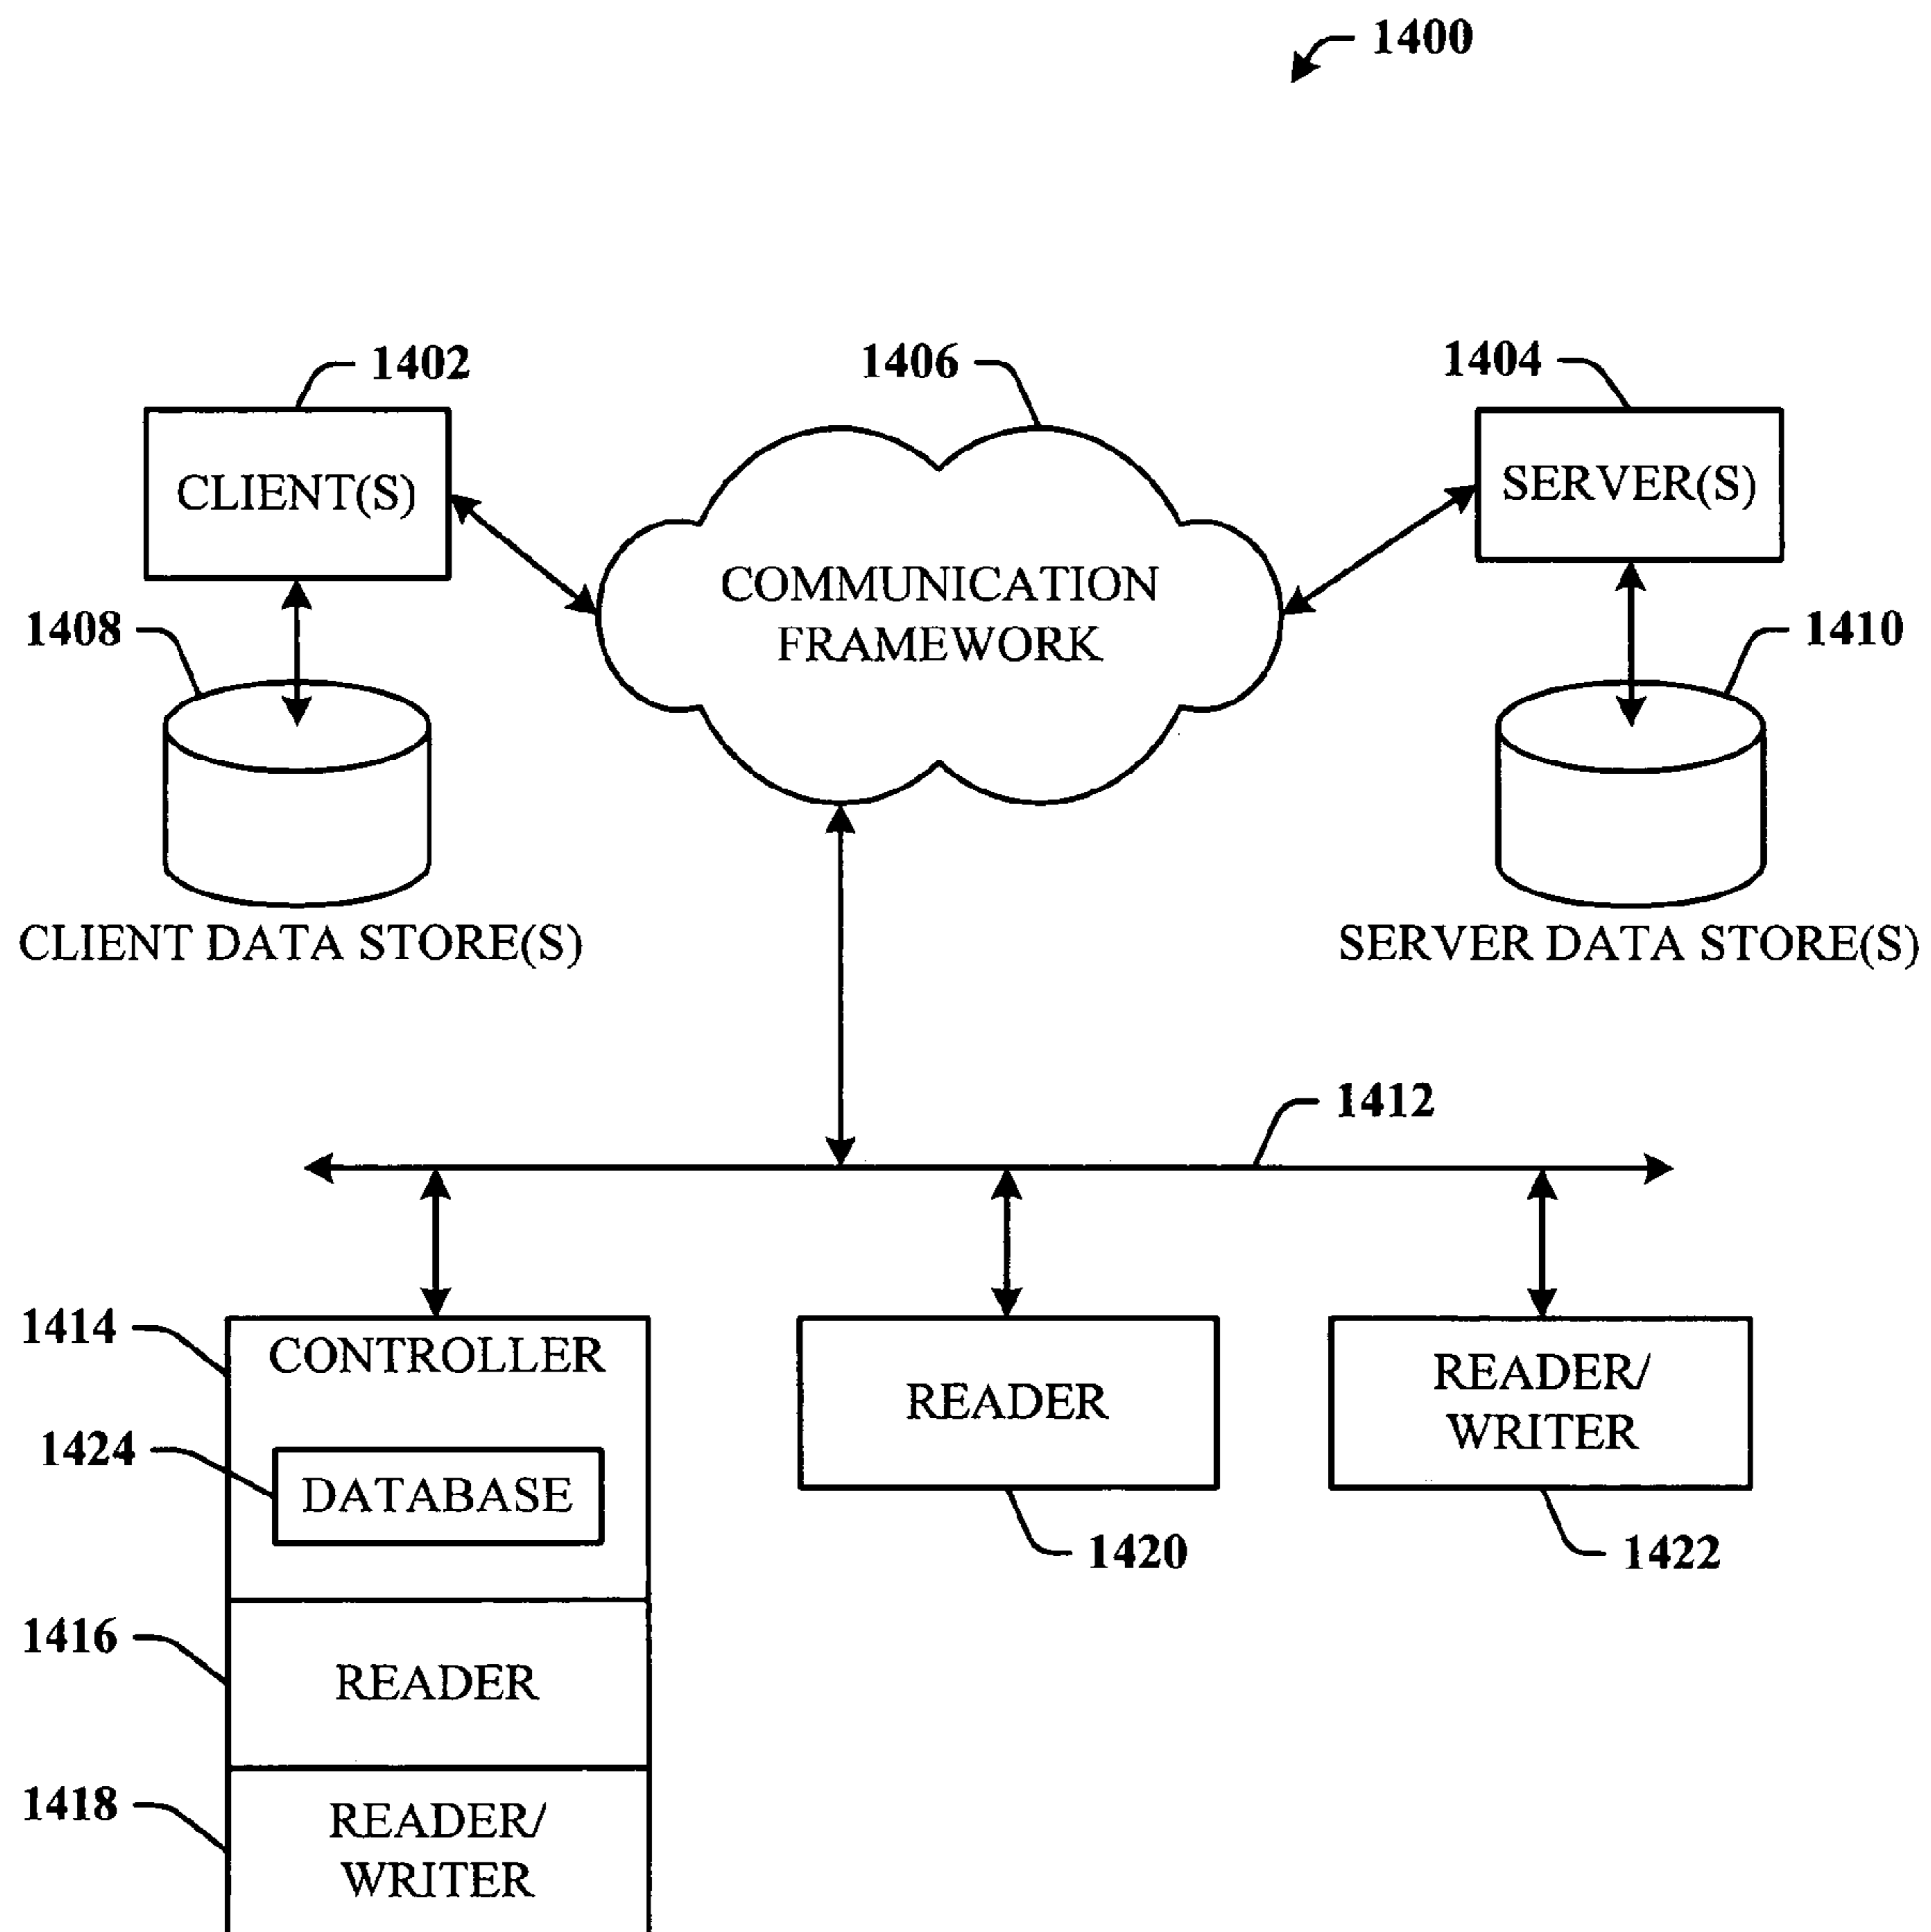 1400
1402
1406
1404
CLIENT(S)
SERVER(S)
COMMUNICATION
FRAMEWORK
1408
1410
CLIENT DATA STORE(S)
SERVER DATA STORE(S)
1412
1414
CONTROLLER
READER
READER/
WRITER
1424
DATABASE
1420
1422
1416
READER
1418
READER/
WRITER